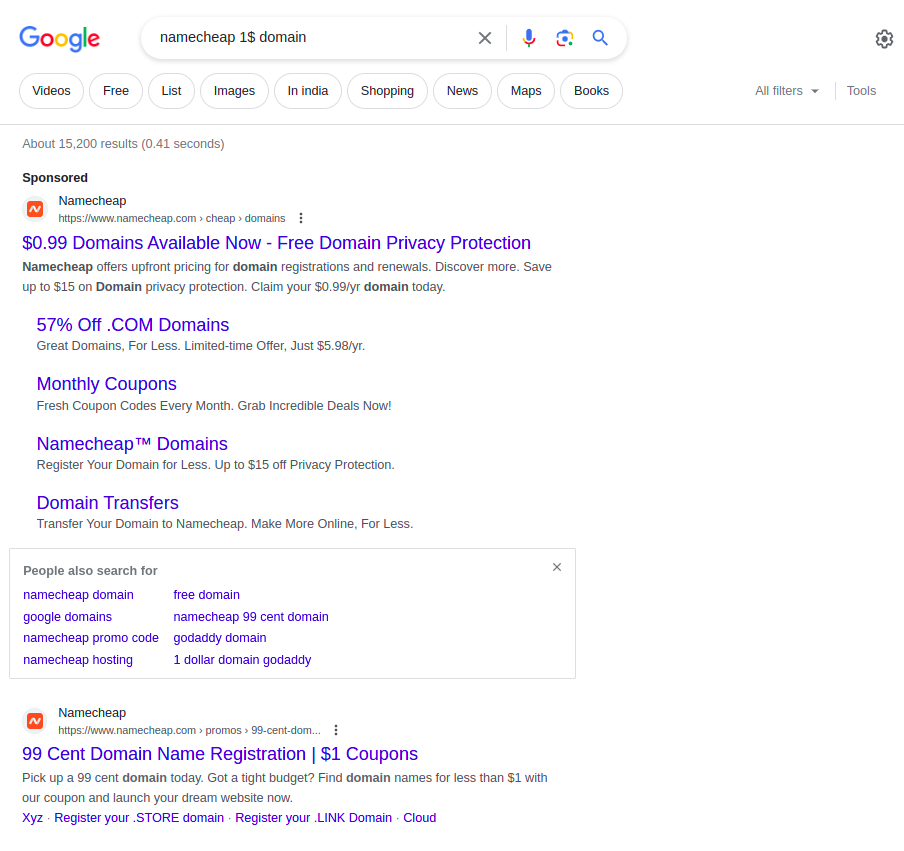 Google
namecheap 1$ domain
Videos
Free
List
Images
In india
Shopping
News
Maps
Books
All filters
Tools
About 15,200 results (0.41 seconds)
Sponsored
Namecheap
https://www.namecheap.com › cheap › domains
$0.99 Domains Available Now - Free Domain Privacy Protection
Namecheap offers upfront pricing for domain registrations and renewals. Discover more. Save
up to $15 on Domain privacy protection. Claim your $0.99/yr domain today.
57% Off .COM Domains
Great Domains, For Less. Limited-time Offer, Just $5.98/yr.
Monthly Coupons
Fresh Coupon Codes Every Month. Grab Incredible Deals Now!
Namecheap™ Domains
Register Your Domain for Less. Up to $15 off Privacy Protection.
Domain Transfers
Transfer Your Domain to Namecheap. Make More Online, For Less.
People also search for
namecheap domain
free domain
google domains
namecheap 99 cent domain
namecheap promo code
godaddy domain
namecheap hosting
1 dollar domain godaddy
Namecheap
https://www.namecheap.com › promos › 99-cent-dom...
99 Cent Domain Name Registration | $1 Coupons
Pick up a 99 cent domain today. Got a tight budget? Find domain names for less than $1 with
our coupon and launch your dream website now.
Xyz · Register your .STORE domain · Register your .LINK Domain · Cloud